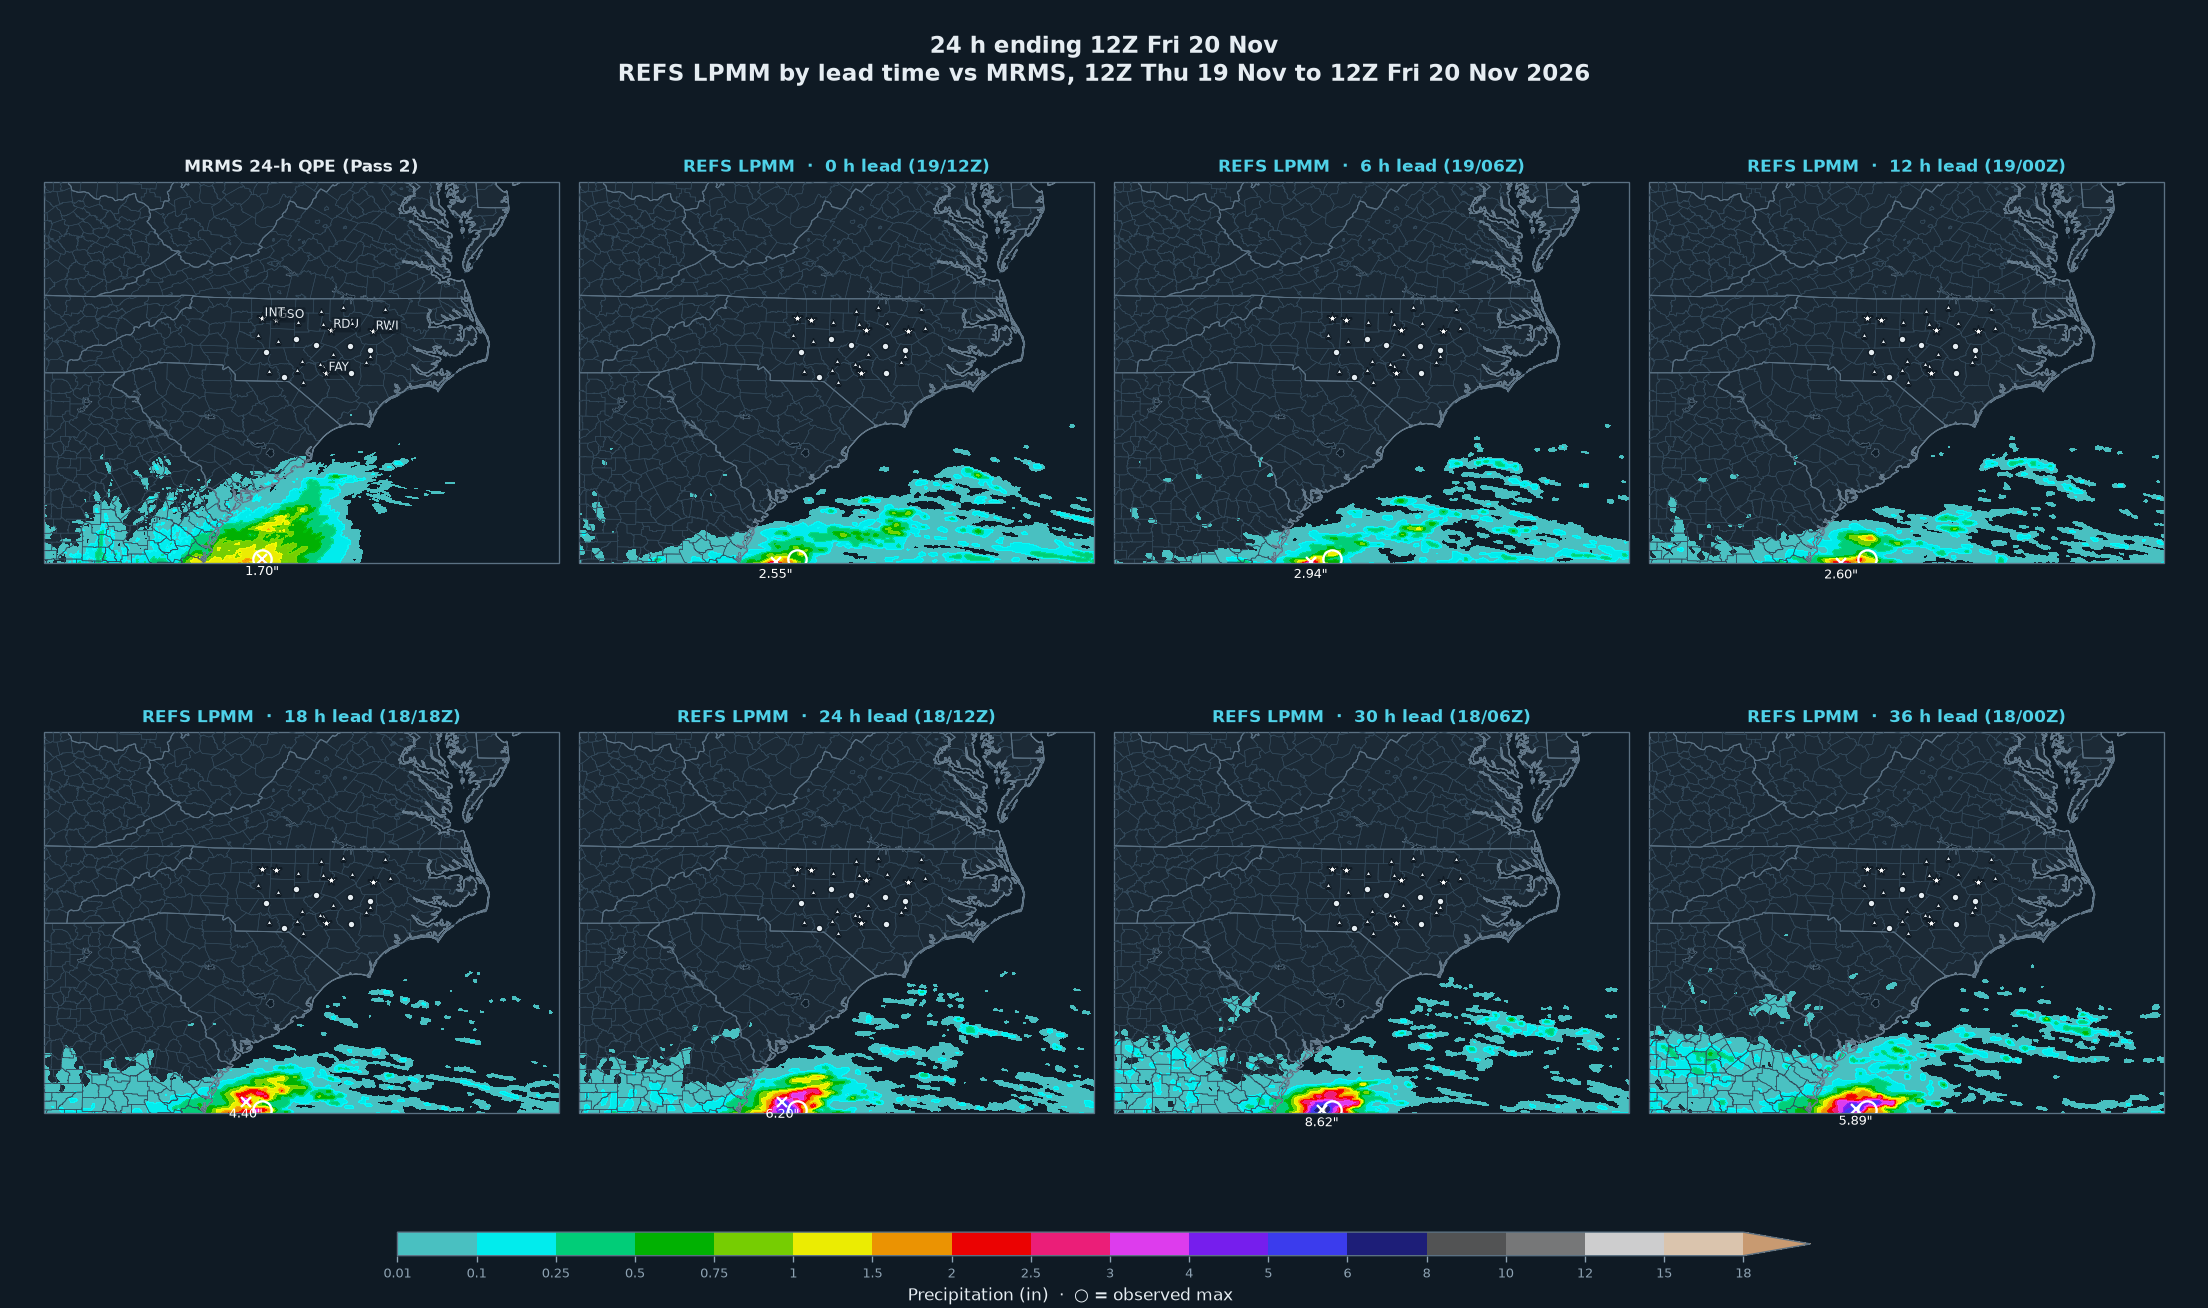 24 h ending 12Z Fri 20 Nov
REFS LPMM by lead time vs MRMS, 12Z Thu 19 Nov to 12Z Fri 20 Nov 2026
MRMS 24-h QPE (Pass 2)
REFS LPMM · 0 h lead (19/12Z)
REFS LPMM · 6 h lead (19/06Z)
REFS LPMM · 12 h lead (19/00Z)
INT
SO
RDU
RWI
FAY
1.70"
2.55"
2.94"
2.60"
REFS LPMM · 18 h lead (18/18Z)
REFS LPMM · 24 h lead (18/12Z)
REFS LPMM · 30 h lead (18/06Z)
REFS LPMM · 36 h lead (18/00Z)
4.40"
6.20"
8.62"
5.89"
0.01 0.1 0.25 0.5 0.75 1 1.5 2 2.5 3 4 5 6 8 10 12 15 18
Precipitation (in) · ○ = observed max